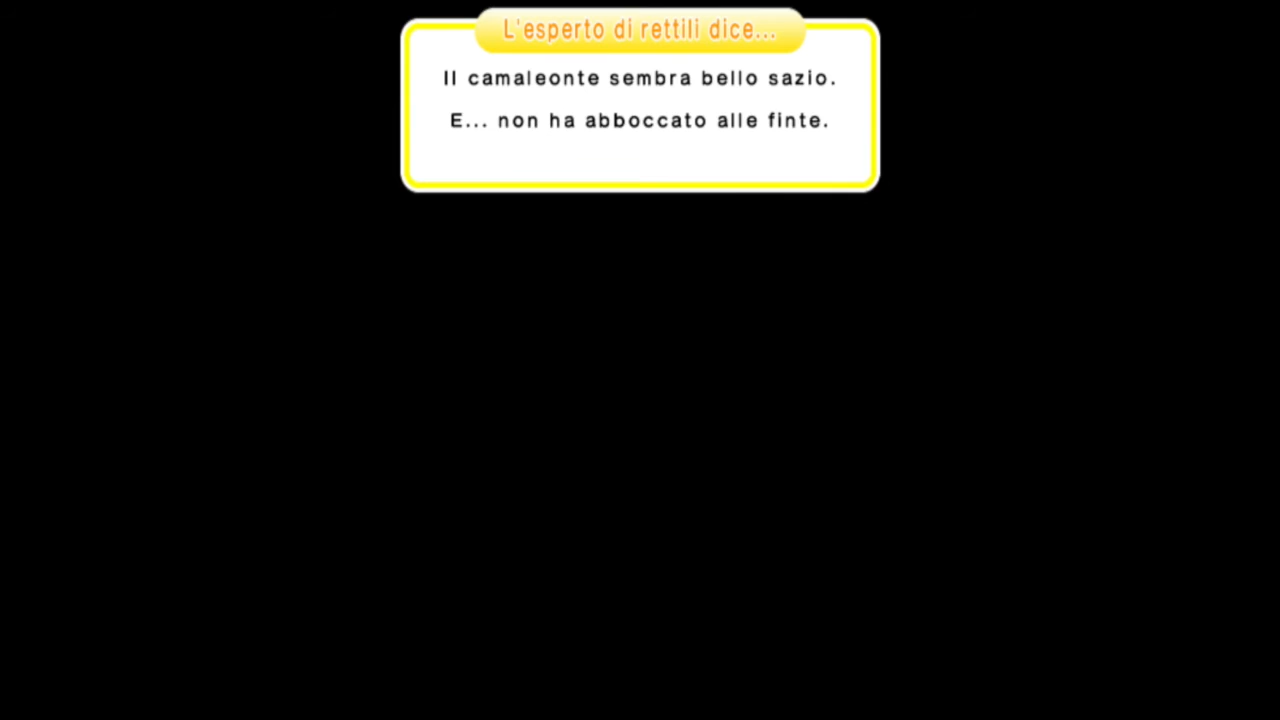 L'esperto di rettili dice...
Il camaleonte sembra bello sazio.
E... non ha abboccato alle finte.